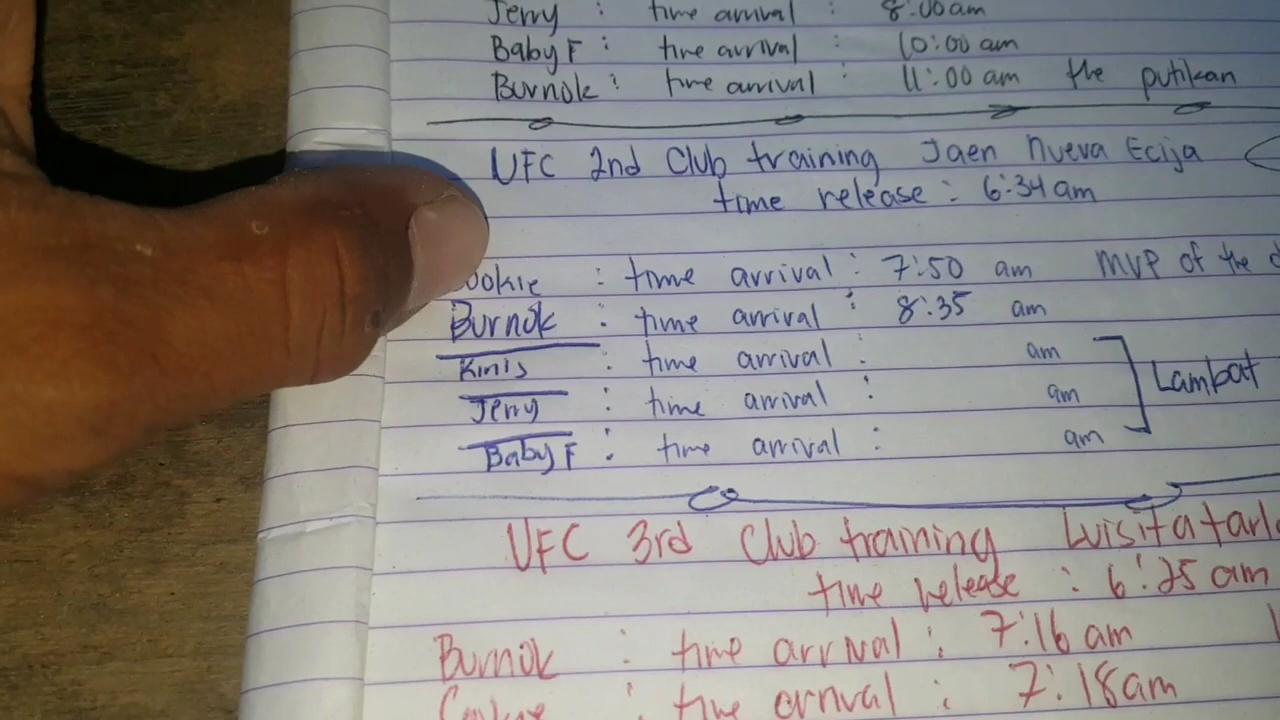 Jerry : time arrival : 8:00 am
Baby F : time arrival : 10:00 am
Burnok : time arrival : 11:00 am the putikan
UFC 2nd Club training Jaen Nueva Ecija
time release : 6:34 am
ookie : time arrival : 7:50 am MVP of the d
Burnok : time arrival : 8:35 am
Kinis : time arrival : am
Jerry : time arrival : am Lambat
Baby F : time arrival : am
UFC 3rd Club training Luisita tarl
time release : 6:25 am
Burnok : time arrival : 7:16 am
: time arrival : 7:18 am